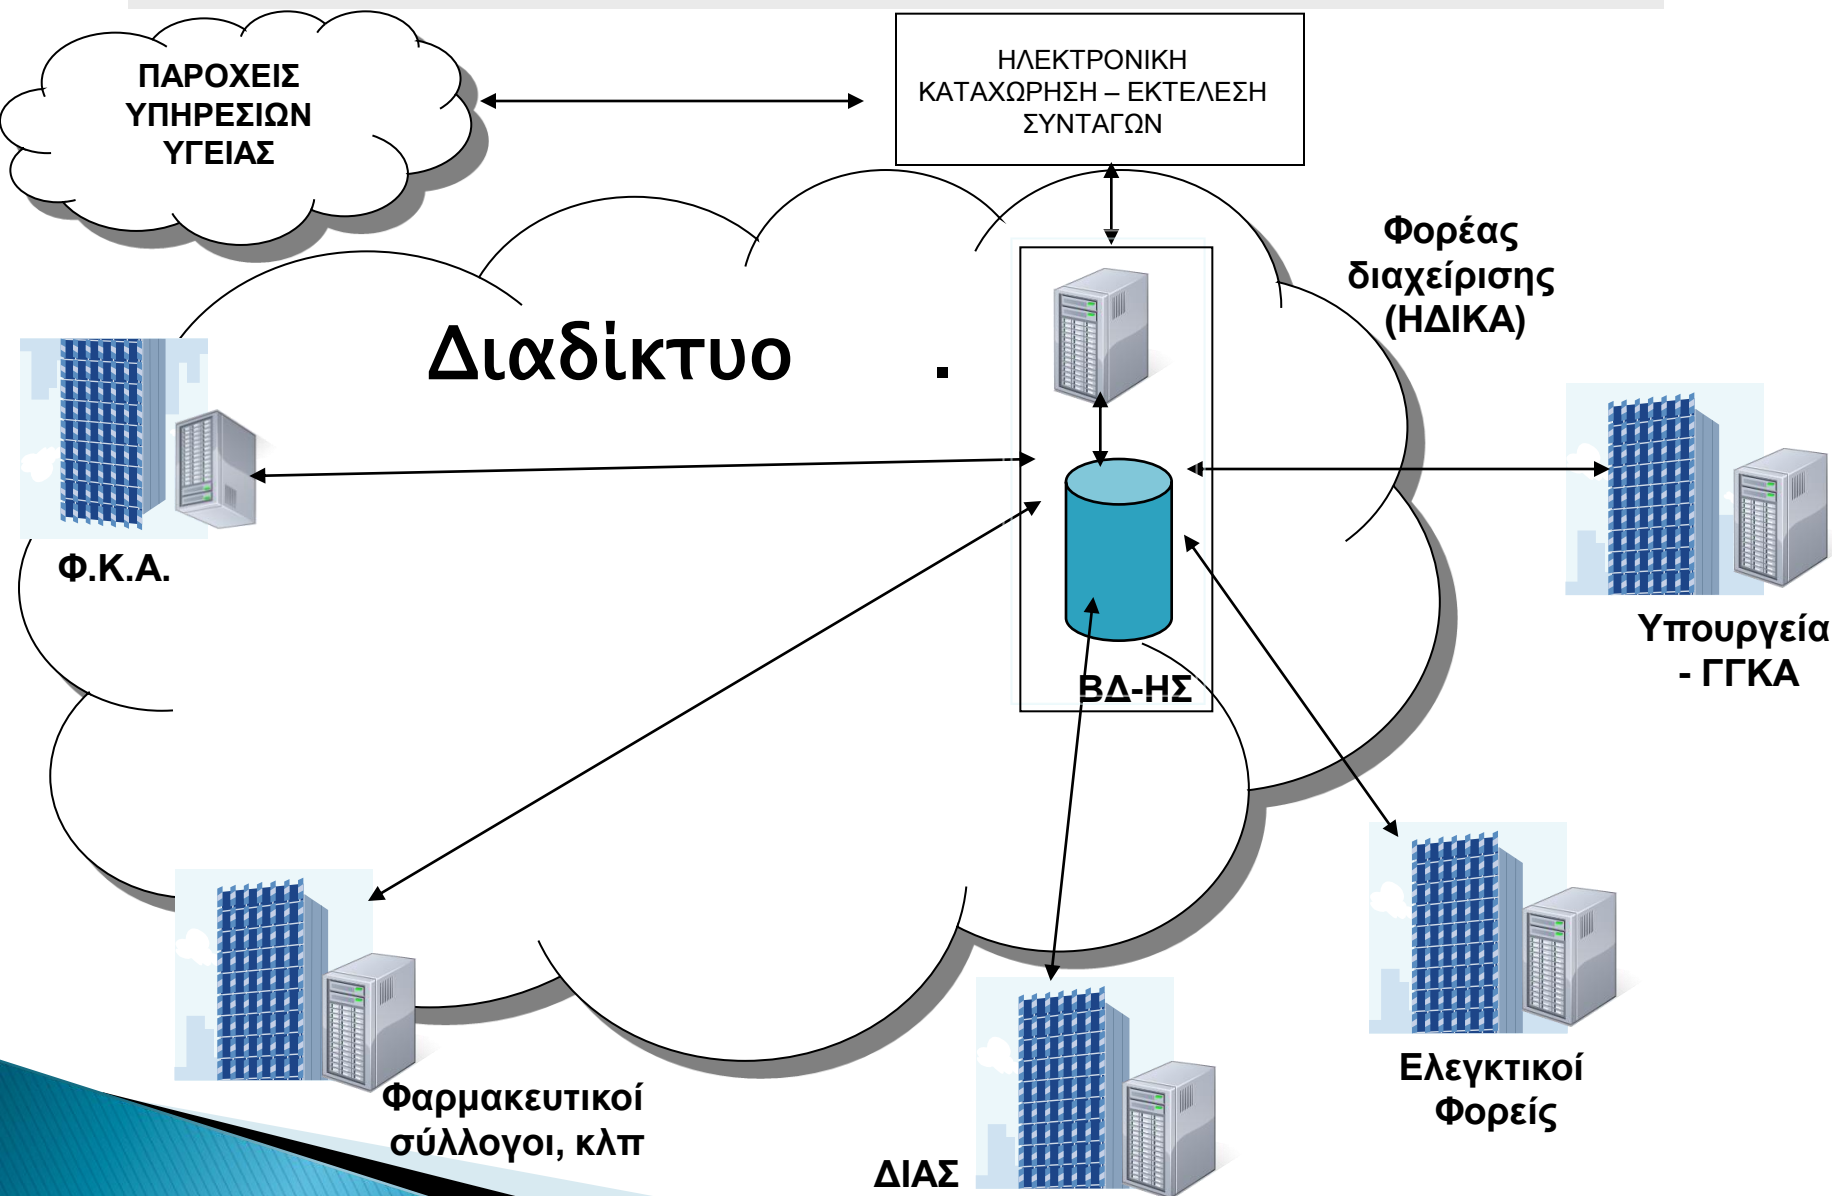 ΠΑΡΟΧΕΙΣ
ΥΠΗΡΕΣΙΩΝ
ΥΓΕΙΑΣ
ΗΛΕΚΤΡΟΝΙΚΗ
ΚΑΤΑΧΩΡΗΣΗ – ΕΚΤΕΛΕΣΗ
ΣΥΝΤΑΓΩΝ
Φορέας
διαχείρισης
(ΗΔΙΚΑ)
Διαδίκτυο .
Φ.Κ.Α.
Υπουργεία
- ΓΓΚΑ
ΒΔ-ΗΣ
Ελεγκτικοί
Φορείς
Φαρμακευτικοί
σύλλογοι, κλπ
ΔΙΑΣ